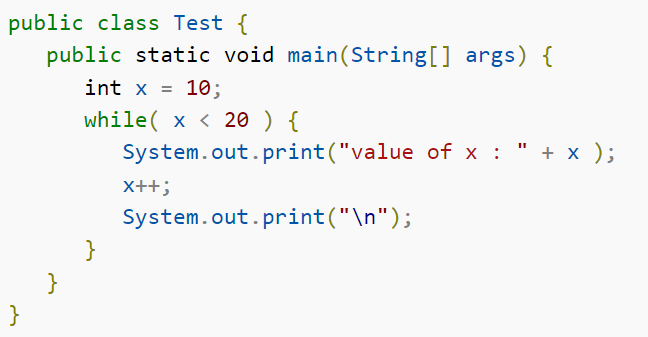 public class Test {
   public static void main(String[] args) {
      int x = 10;
      while( x < 20 ) {
         System.out.print("value of x : " + x );
         x++;
         System.out.print("\n");
      }
   }
}